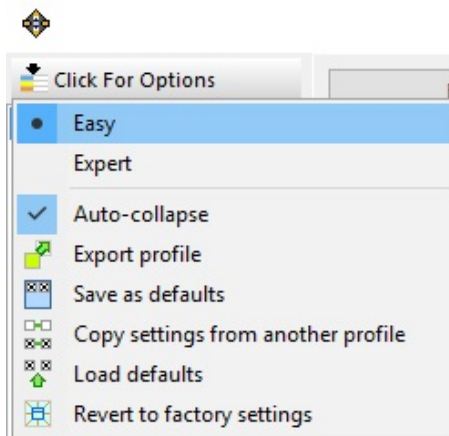 Click For Options
Easy
Expert
Auto-collapse
Export profile
Save as defaults
Copy settings from another profile
Load defaults
Revert to factory settings